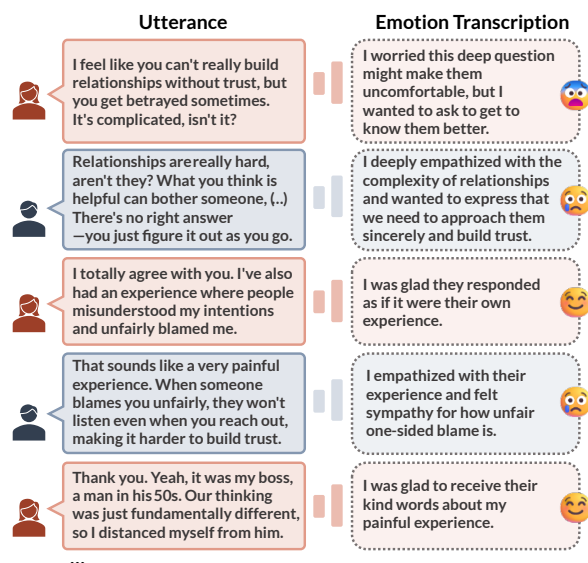 Utterance
Emotion Transcription
I feel like you can't really build
relationships without trust, but
you get betrayed sometimes.
It's complicated, isn't it?
I worried this deep question
might make them
uncomfortable, but I
wanted to ask to get to
know them better.
Relationships are really hard,
aren't they? What you think is
helpful can bother someone, (..)
There's no right answer
—you just figure it out as you go.
I deeply empathized with the
complexity of relationships
and wanted to express that
we need to approach them
sincerely and build trust.
I totally agree with you. I've also
had an experience where people
misunderstood my intentions
and unfairly blamed me.
I was glad they responded
as if it were their own
experience.
That sounds like a very painful
experience. When someone
blames you unfairly, they won't
listen even when you reach out,
making it harder to build trust.
I empathized with their
experience and felt
sympathy for how unfair
one-sided blame is.
Thank you. Yeah, it was my boss,
a man in his 50s. Our thinking
was just fundamentally different,
so I distanced myself from him.
I was glad to receive their
kind words about my
painful experience.